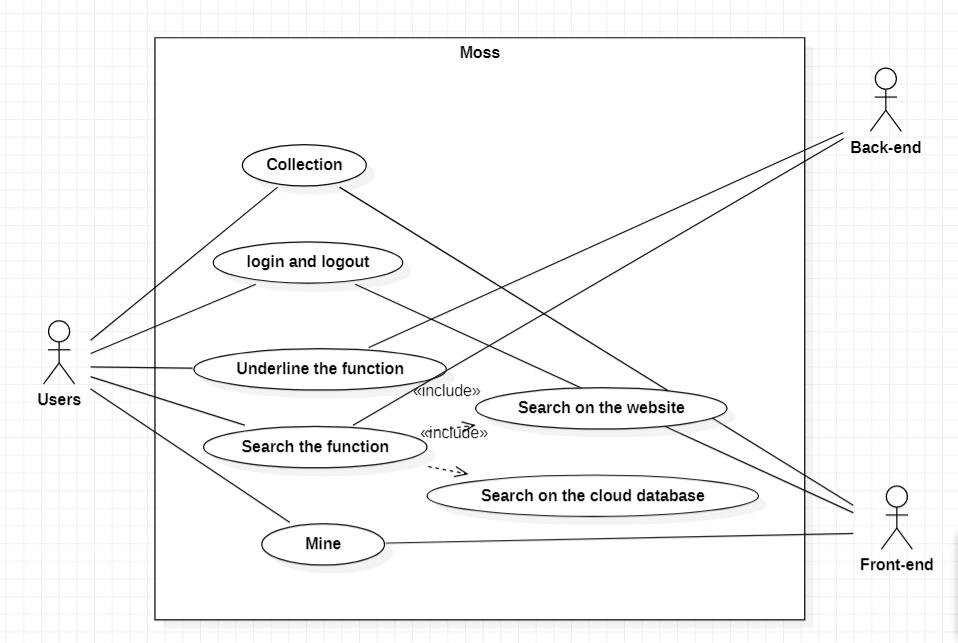 Moss
Back-end
Collection
login and logout
Underline the function
«include»
Users
Search on the website
«include»
Search the function
Search on the cloud database
Mine
Front-end